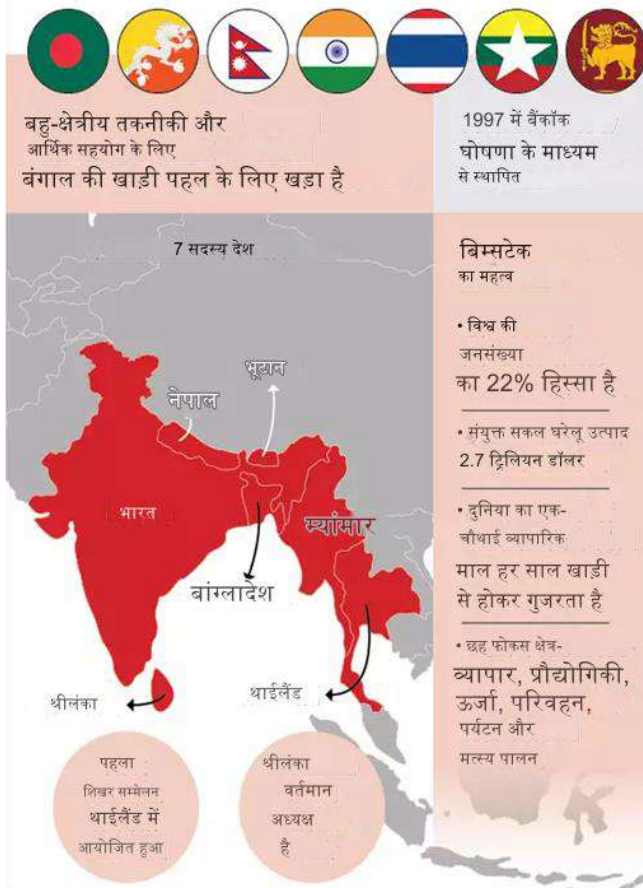 बहु-क्षेत्रीय तकनीकी और
आर्थिक सहयोग के लिए
बंगाल की खाड़ी पहल के लिए खड़ा है
1997 में बैंकॉक
घोषणा के माध्यम
से स्थापित
7 सदस्य देश
भूटान
नेपाल
भारत
म्यांमार
बांग्लादेश
श्रीलंका
थाईलैंड
बिम्सटेक
का महत्व
• विश्व की
जनसंख्या
का 22% हिस्सा है
• संयुक्त सकल घरेलू उत्पाद
2.7 ट्रिलियन डॉलर
• दुनिया का एक-
चौथाई व्यापारिक
माल हर साल खाड़ी
से होकर गुजरता है
• छह फोकस क्षेत्र-
व्यापार, प्रौद्योगिकी,
ऊर्जा, परिवहन,
पर्यटन और
मत्स्य पालन
पहला
शिखर सम्मेलन
थाईलैंड में
आयोजित हुआ
श्रीलंका
वर्तमान
अध्यक्ष
है